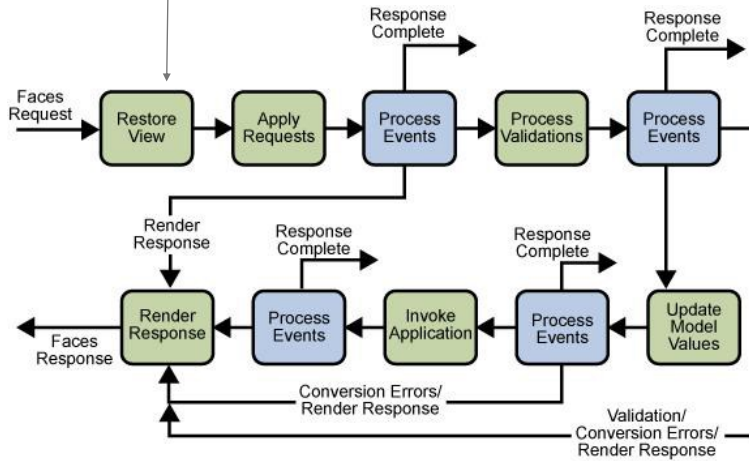 Response
Complete
Response
Complete
Faces
Request
Restore
View
Apply
Requests
Process
Events
Process
Validations
Process
Events
Render
Response
Response
Complete
Response
Complete
Render
Response
Process
Events
Invoke
Application
Process
Events
Update
Model
Values
Faces
Response
Conversion Errors/
Render Response
Validation/
Conversion Errors/
Render Response